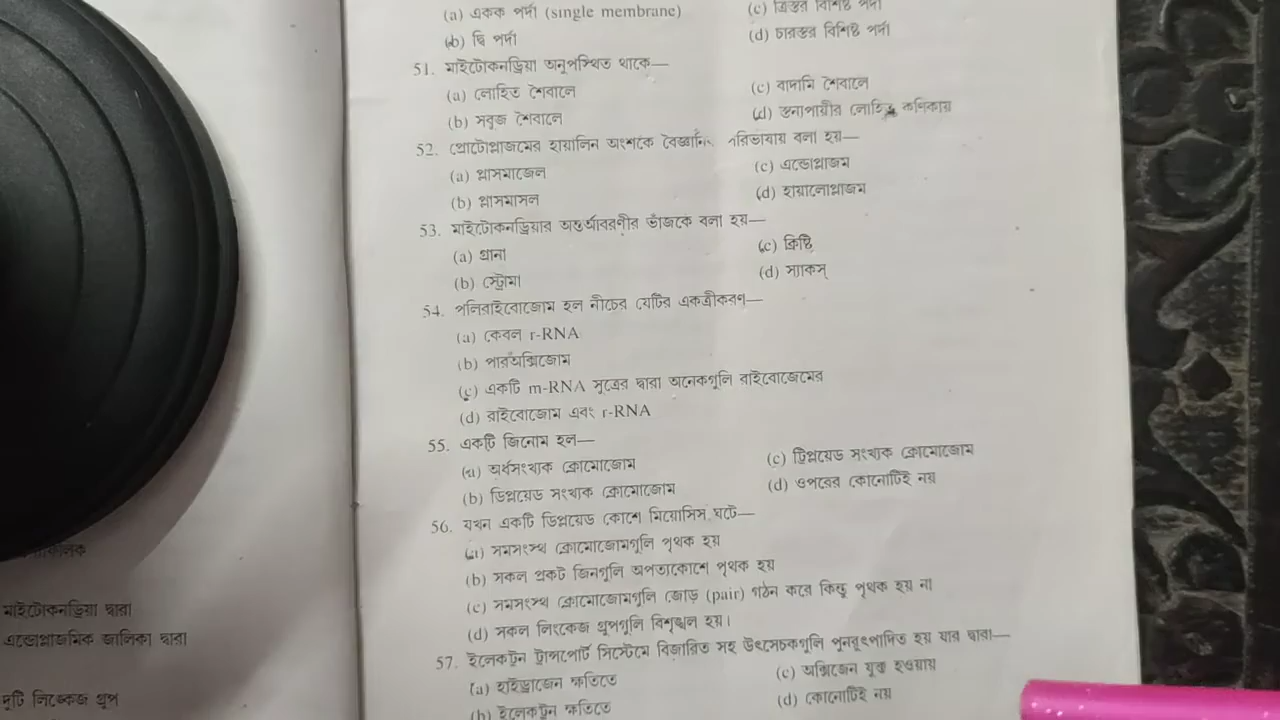 (a) একক পর্দা (single membrane)
(c) ত্রিস্তর বিশিষ্ট পর্দা
(b) দ্বি পর্দা
(d) চারস্তর বিশিষ্ট পর্দা
51. মাইটোকনড্রিয়া অনুপস্থিত থাকে—
(a) লোহিত শৈবালে
(c) বাদামি শৈবালে
(b) সবুজ শৈবালে
(d) স্তন্যপায়ীর লোহিত কণিকায়
52. প্রোটোপ্লাজমের হায়ালিন অংশকে পরিভাষায় বলা হয়—
(a) প্লাসমাজেল
(c) এন্ডোপ্লাজম
(b) প্লাসমাসল
(d) হায়ালোপ্লাজম
53. মাইটোকনড্রিয়ার অন্তর্আবরণীর ভাঁজকে বলা হয়—
(a) গ্রানা
(c) ক্রিষ্টি
(b) স্ট্রোমা
(d) স্যাকস্
54. পলিরাইবোজোম হল নীচের যেটির একত্রীকরণ—
(a) কেবল r-RNA
(b) পারঅক্সিজোম
(c) একটি m-RNA সূত্রের দ্বারা অনেকগুলি রাইবোজেমের
(d) রাইবোজোম এবং r-RNA
55. একটি জিনোম হল—
(a) অর্ধসংখ্যক ক্রোমোজোম
(c) ট্রিপ্লয়েড সংখ্যক ক্রোমোজোম
(b) ডিপ্লয়েড সংখ্যক ক্রোমোজোম
(d) ওপরের কোনোটিই নয়
56. যখন একটি ডিপ্লয়েড কোশে মিয়োসিস ঘটে—
(a) সমসংস্থ ক্রোমোজোমগুলি পৃথক হয়
(b) সকল প্রকট জিনগুলি অপত্যকোশে পৃথক হয়
(c) সমসংস্থ ক্রোমোজোমগুলি জোড় (pair) গঠন করে কিন্তু পৃথক হয় না
(d) সকল লিংকেজ গ্রুপগুলি বিশৃঙ্খল হয়।
57. ইলেকট্রন ট্রান্সপোর্ট সিস্টেমে বিজারিত সহ উৎসেচকগুলি পুনরুৎপাদিত হয় যার দ্বারা—
(a) হাইড্রোজেন ক্ষতিতে
(c) অক্সিজেন যুক্ত হওয়ায়
(b) ইলেকট্রন ক্ষতিতে
(d) কোনোটিই নয়
মাইটোকনড্রিয়া দ্বারা
এন্ডোপ্লাজমিক জালিকা দ্বারা
দুটি লিঙ্কেজ গ্রুপ